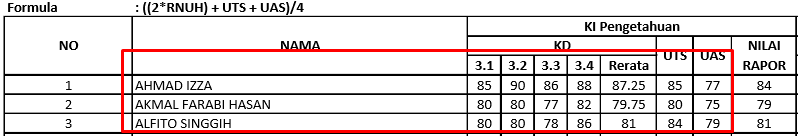 Formula : ((2*RNUH) + UTS + UAS)/4
KI Pengetahuan
NO NAMA KD UTS UAS NILAI RAPOR
3.1 3.2 3.3 3.4 Rerata
1 AHMAD IZZA 85 90 86 88 87.25 85 77 84
2 AKMAL FARABI HASAN 80 80 77 82 79.75 80 75 79
3 ALFITO SINGGIH 80 80 78 86 81 84 79 81